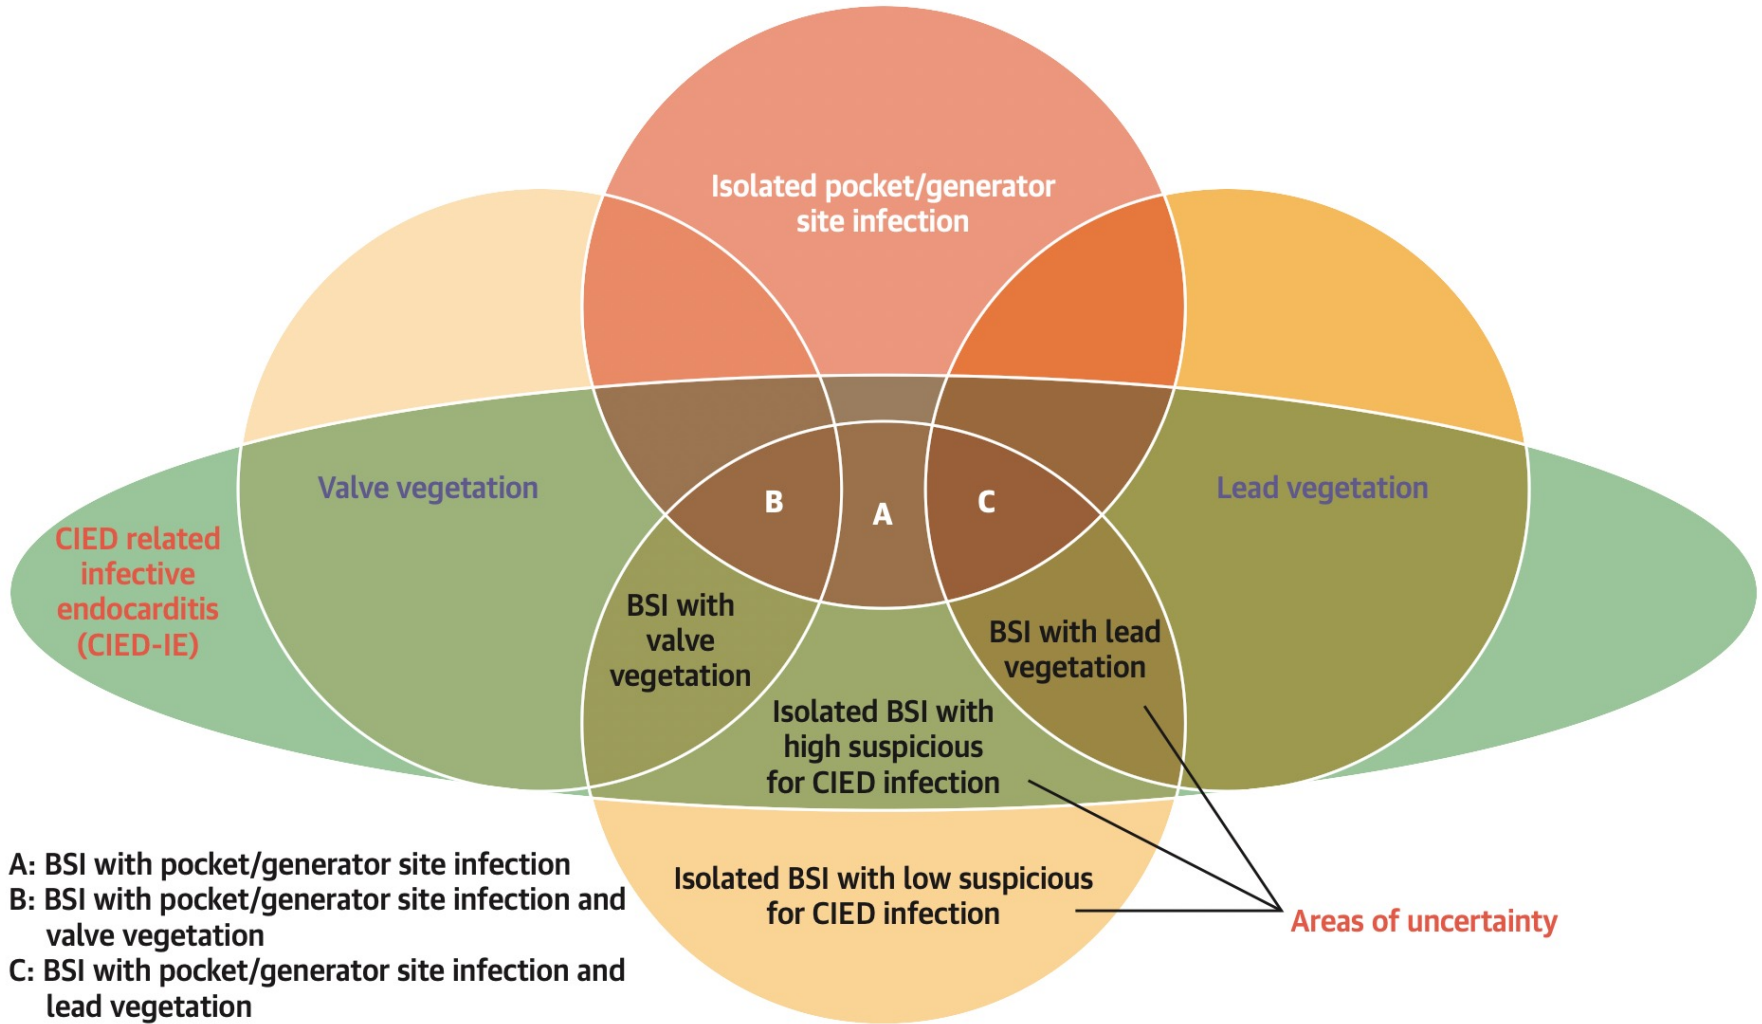 Isolated pocket/generator
site infection
Valve vegetation
Lead vegetation
B
A
C
CIED related
infective
endocarditis
(CIED-IE)
BSI with
valve
vegetation
BSI with lead
vegetation
Isolated BSI with
high suspicious
for CIED infection
Isolated BSI with low suspicious
for CIED infection
Areas of uncertainty
A: BSI with pocket/generator site infection
B: BSI with pocket/generator site infection and
valve vegetation
C: BSI with pocket/generator site infection and
lead vegetation